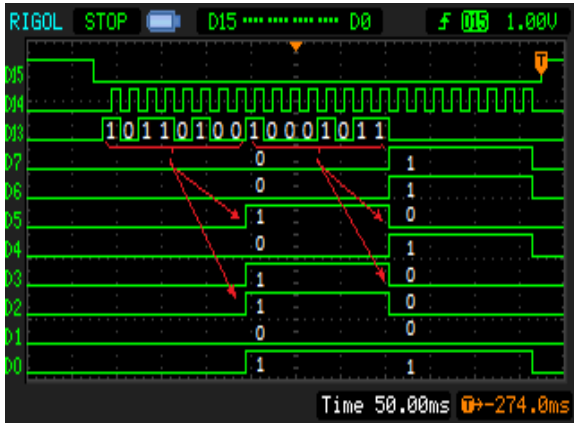 RIGOL STOP D15 ···· ···· ···· ···· D0 D15 1.00V
T
D15
D14
D13 1 0 1 1 0 1 0 0 1 0 0 0 1 0 1 1
D7 0 1
D6 0 1
D5 1 0
D4 0 1
D3 1 0
D2 1 0
D1 0 0
D0 1 1
Time 50.00ms T→-274.0ms